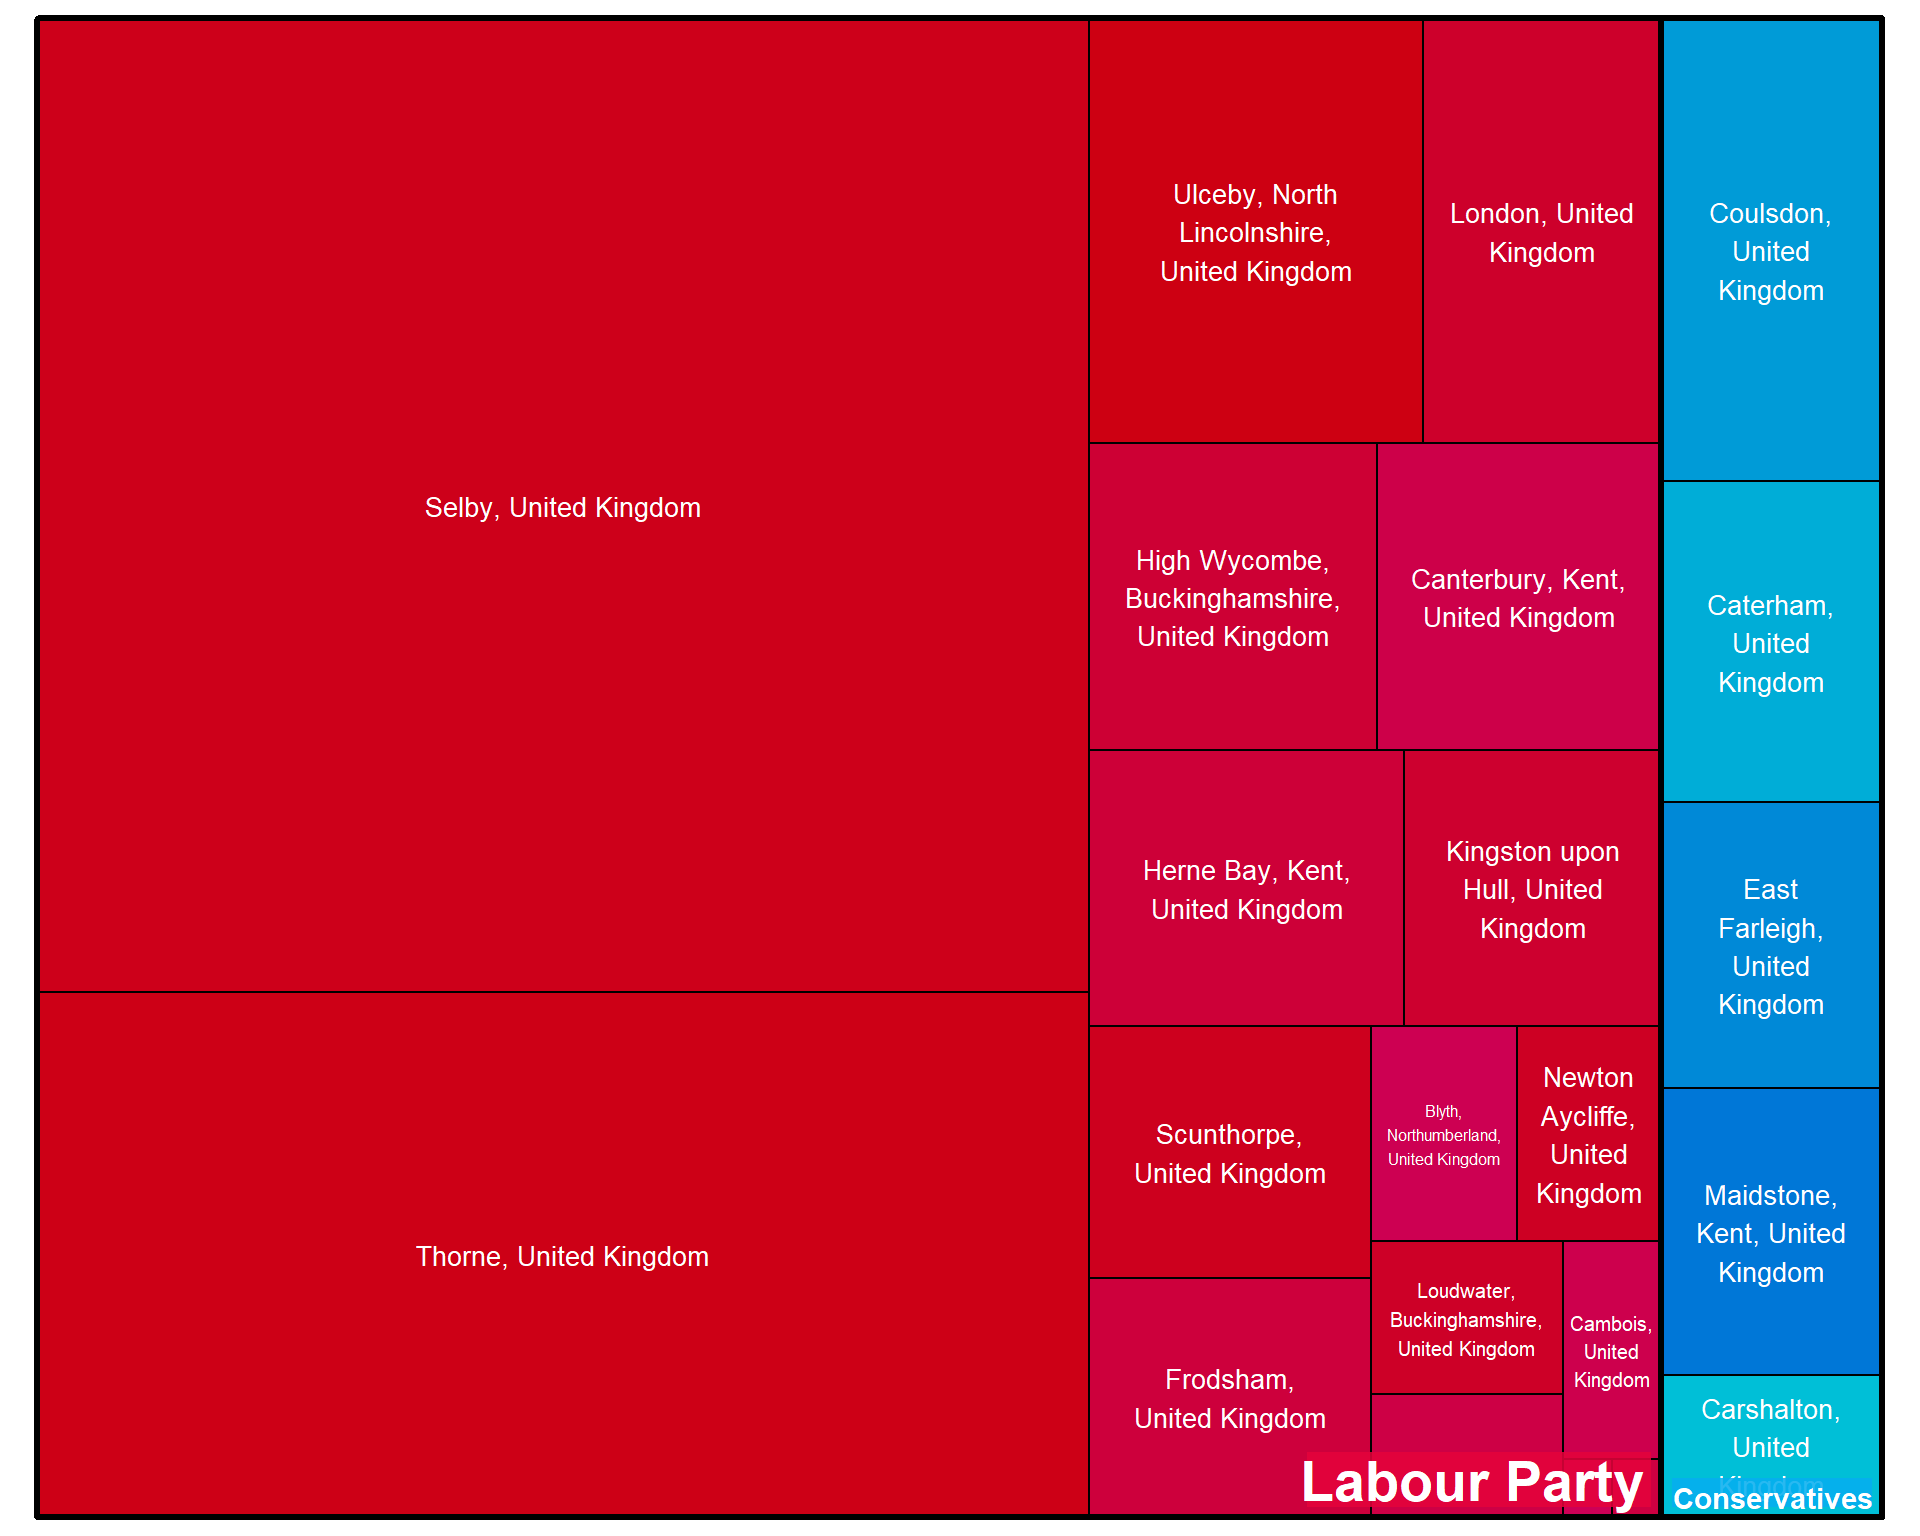 Selby, United Kingdom
Thorne, United Kingdom
Ulceby, North
Lincolnshire,
United Kingdom
London, United
Kingdom
High Wycombe,
Buckinghamshire,
United Kingdom
Canterbury, Kent,
United Kingdom
Herne Bay, Kent,
United Kingdom
Kingston upon
Hull, United
Kingdom
Scunthorpe,
United Kingdom
Blyth,
Northumberland,
United Kingdom
Newton
Aycliffe,
United
Kingdom
Frodsham,
United Kingdom
Loudwater,
Buckinghamshire,
United Kingdom
Cambois,
United
Kingdom
Labour Party
Coulsdon,
United
Kingdom
Caterham,
United
Kingdom
East
Farleigh,
United
Kingdom
Maidstone,
Kent, United
Kingdom
Carshalton,
United
Kingdom
Conservatives